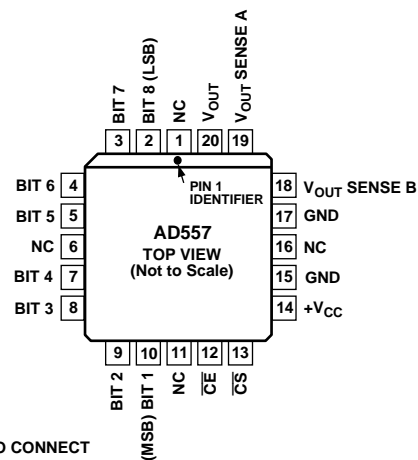 BIT 7
BIT 8 (LSB)
NC
VOUT
VOUT SENSE A
3
2
1
20
19
BIT 6 4
BIT 5 5
NC 6
BIT 4 7
BIT 3 8
PIN 1
IDENTIFIER
AD557
TOP VIEW
(Not to Scale)
18 VOUT SENSE B
17 GND
16 NC
15 GND
14 +VCC
9
10
11
12
13
BIT 2
(MSB) BIT 1
NC
CE
CS
CONNECT